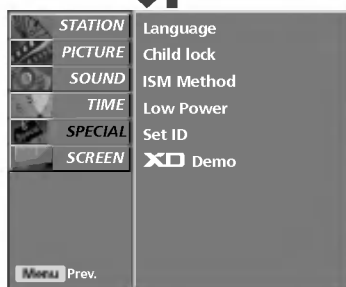 STATION
PICTURE
SOUND
TIME
SPECIAL
SCREEN
Menu Prev.
Language
Child lock
ISM Method
Low Power
Set ID
XD Demo